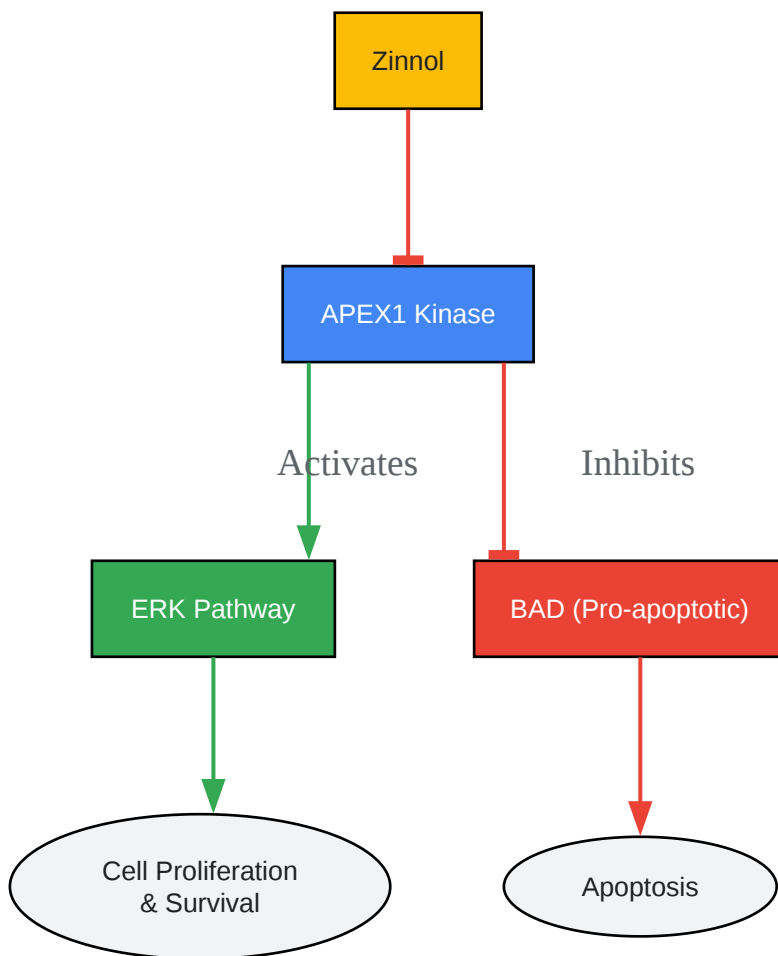 Zinnol
APEX1 Kinase
Activates
Inhibits
ERK Pathway
BAD (Pro-apoptotic)
Cell Proliferation
& Survival
Apoptosis